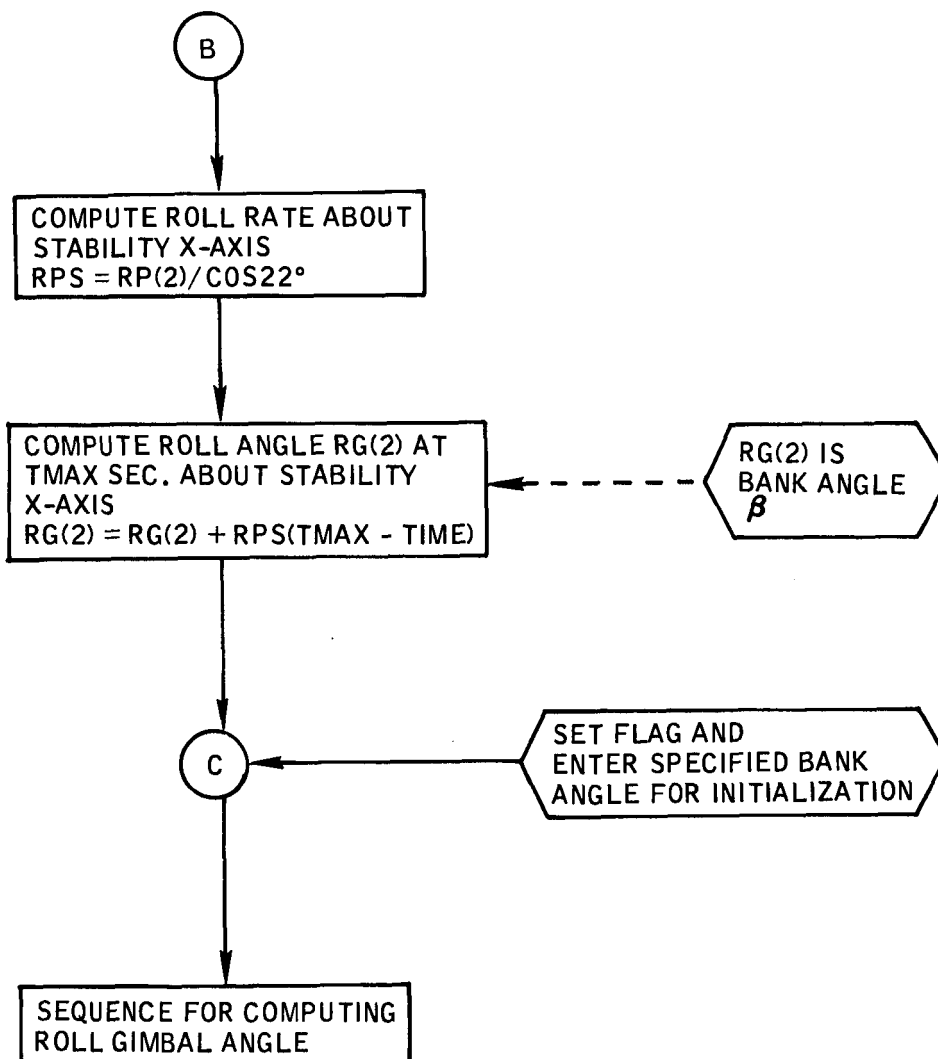 B
COMPUTE ROLL RATE ABOUT
STABILITY X-AXIS
RPS = RP(2)/COS22°
COMPUTE ROLL ANGLE RG(2) AT
TMAX SEC. ABOUT STABILITY
X-AXIS
RG(2) = RG(2) + RPS(TMAX - TIME)
RG(2) IS
BANK ANGLE
β
C
SET FLAG AND
ENTER SPECIFIED BANK
ANGLE FOR INITIALIZATION
SEQUENCE FOR COMPUTING
ROLL GIMBAL ANGLE